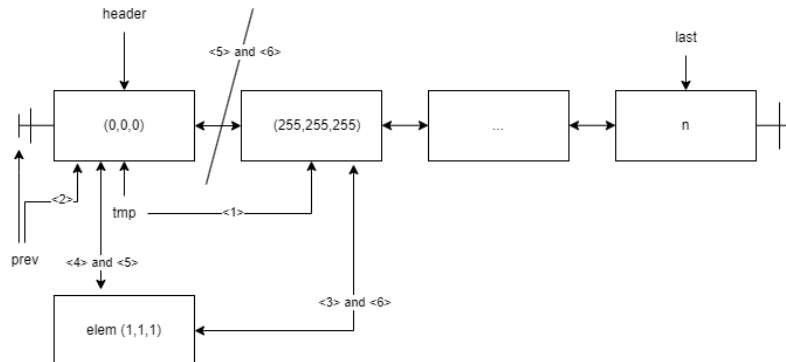 header
<5> and <6>
last
(0,0,0)
(255,255,255)
...
n
<2>
tmp
<1>
prev
<4> and <5>
<3> and <6>
elem (1,1,1)